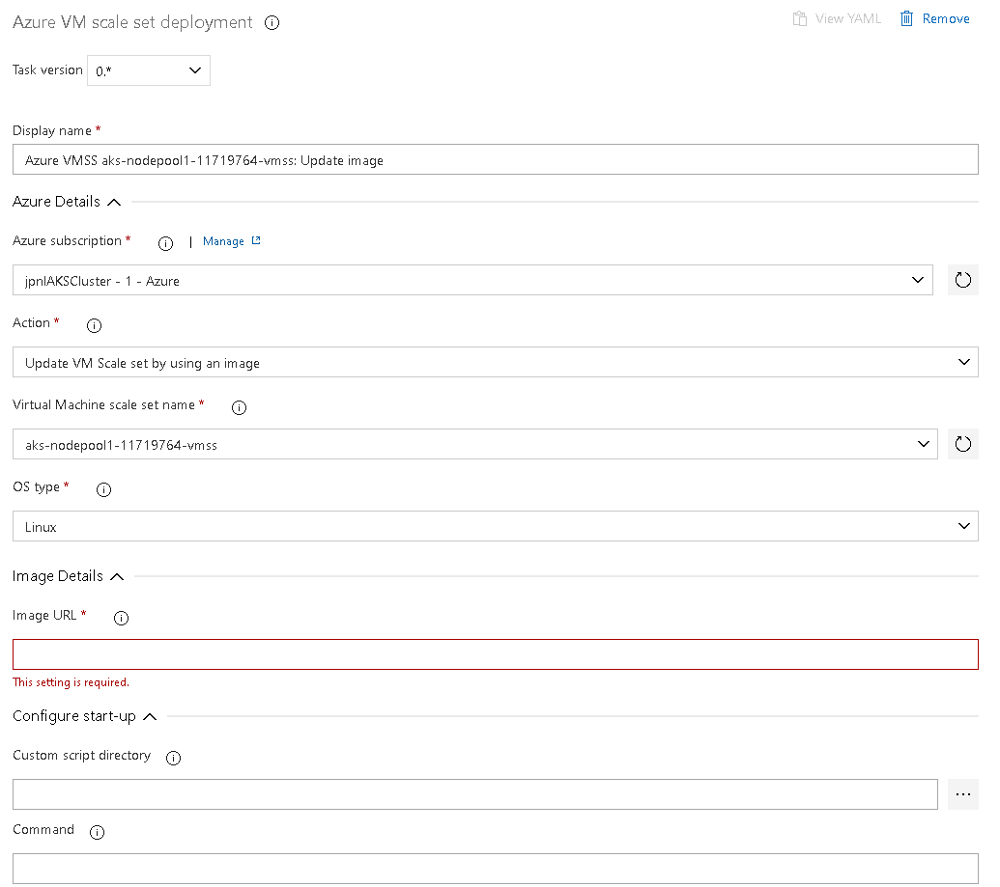 Azure VM scale set deployment
View YAML
Remove
Task version 0.*
Display name *
Azure VMSS aks-nodepool1-11719764-vmss: Update image
Azure Details
Azure subscription * | Manage
jpnlAKSCluster - 1 - Azure
Action *
Update VM Scale set by using an image
Virtual Machine scale set name *
aks-nodepool1-11719764-vmss
OS type *
Linux
Image Details
Image URL *
This setting is required.
Configure start-up
Custom script directory
...
Command